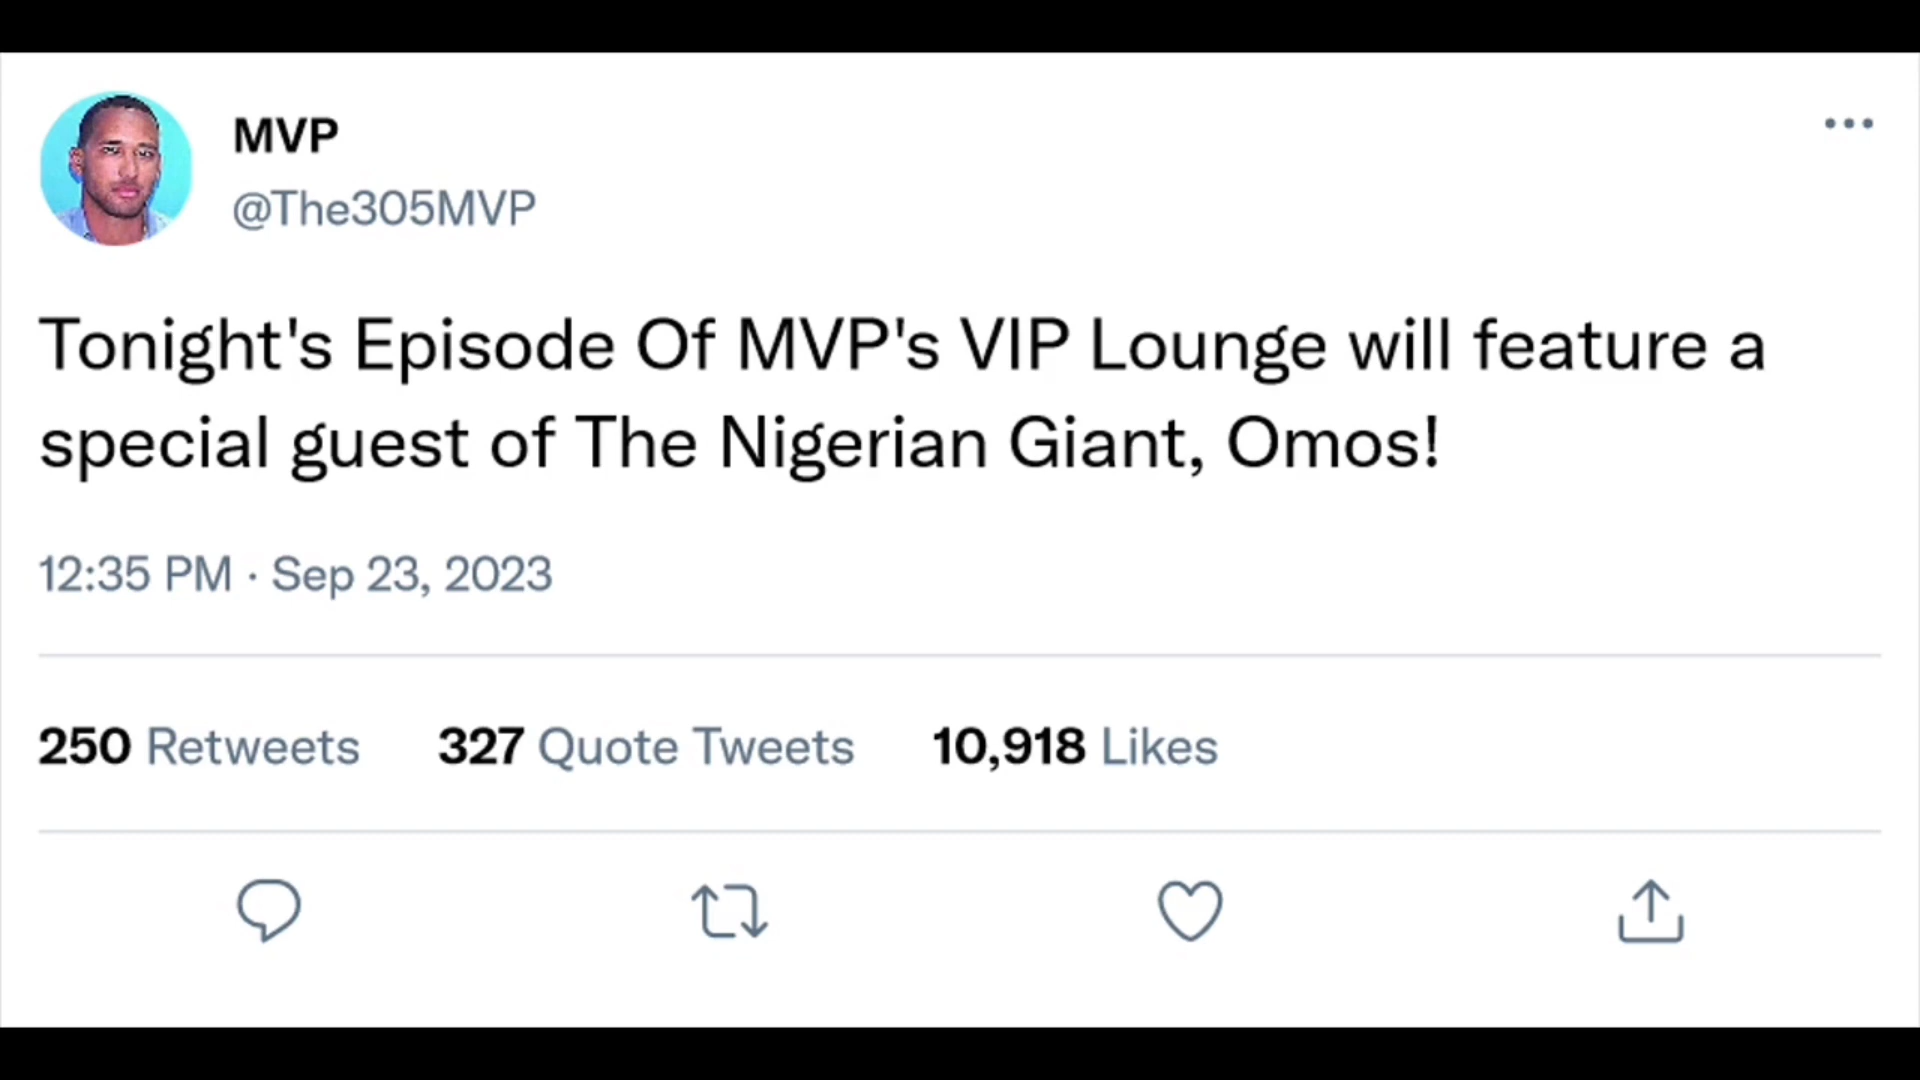 MVP
@The305MVP
Tonight's Episode Of MVP's VIP Lounge will feature a
special guest of The Nigerian Giant, Omos!
12:35 PM · Sep 23, 2023
250 Retweets 327 Quote Tweets 10,918 Likes